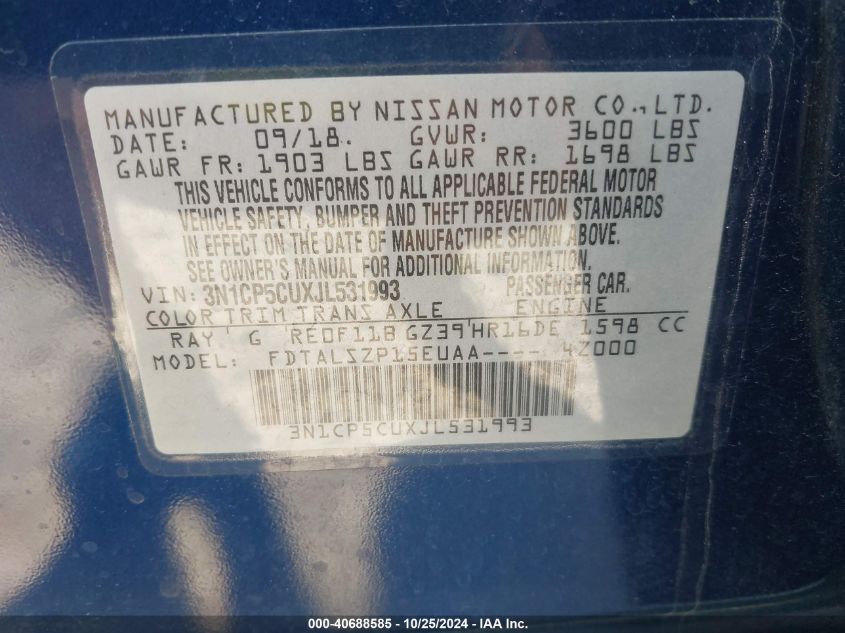 MANUFACTURED BY NISSAN MOTOR CO., LTD.
DATE: 09/18. GVWR: 3600 LBS
GAWR FR: 1903 LBS GAWR RR: 1698 LBS
THIS VEHICLE CONFORMS TO ALL APPLICABLE FEDERAL MOTOR
VEHICLE SAFETY, BUMPER AND THEFT PREVENTION STANDARDS
IN EFFECT ON THE DATE OF MANUFACTURE SHOWN ABOVE.
SEE OWNER'S MANUAL FOR ADDITIONAL INFORMATION.
VIN: 3N1CP5CUXJL531993 PASSENGER CAR.
COLOR TRIM TRANS AXLE ENGINE
RAY G RE0F11B GZ39 HR16DE 1598 CC
MODEL: FDTALSZP15EUAA---- 4Z000
3N1CP5CUXJL531993
000-40688585 - 10/25/2024 - IAA Inc.